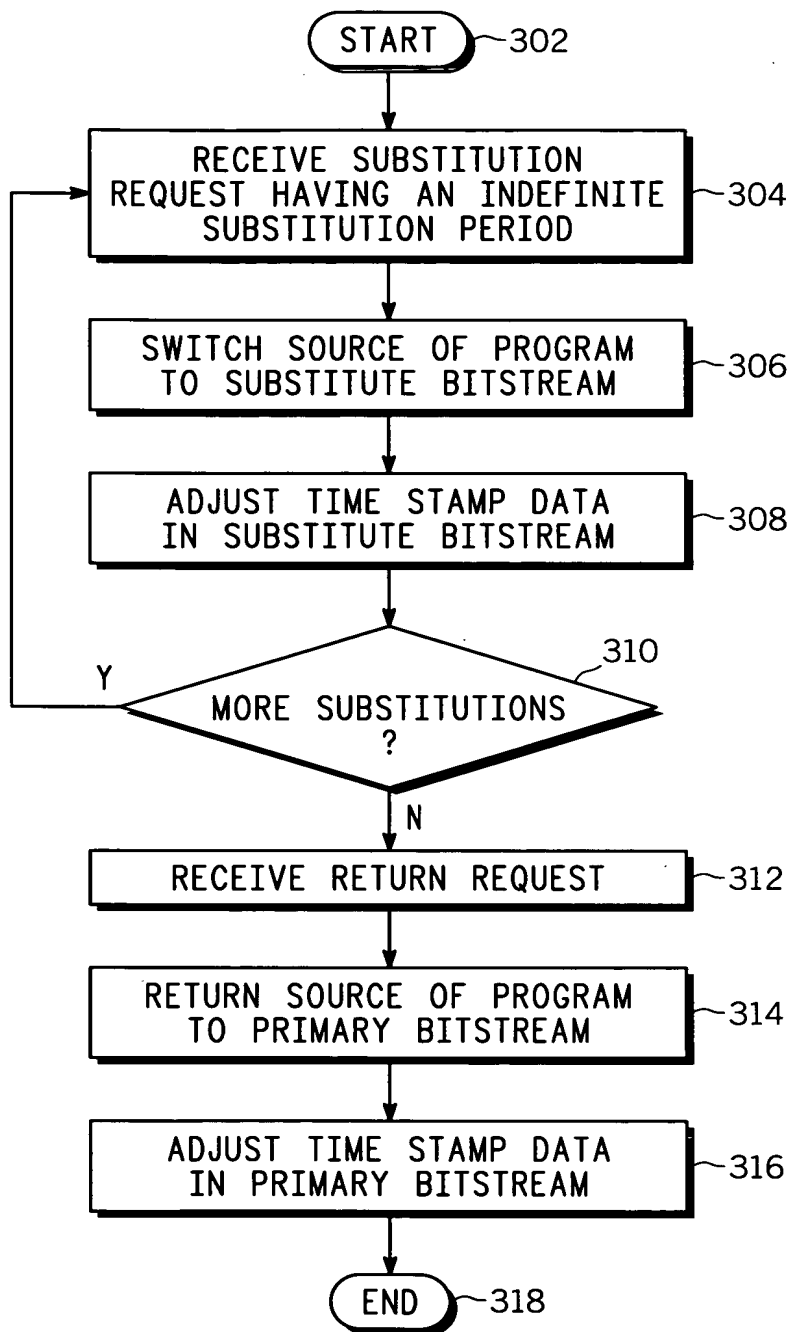 START
302
RECEIVE SUBSTITUTION
REQUEST HAVING AN INDEFINITE
SUBSTITUTION PERIOD
304
SWITCH SOURCE OF PROGRAM
TO SUBSTITUTE BITSTREAM
306
ADJUST TIME STAMP DATA
IN SUBSTITUTE BITSTREAM
308
310
Y
MORE SUBSTITUTIONS
?
N
RECEIVE RETURN REQUEST
312
RETURN SOURCE OF PROGRAM
TO PRIMARY BITSTREAM
314
ADJUST TIME STAMP DATA
IN PRIMARY BITSTREAM
316
END
318